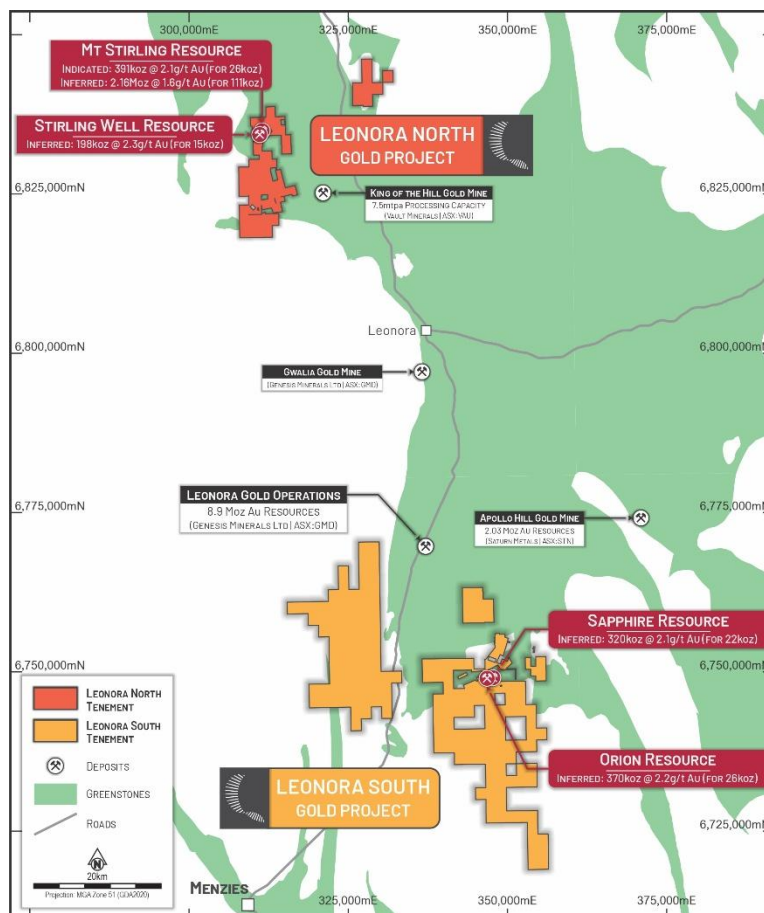 300,000mE
325,000mE
350,000mE
375,000mE
Mt Stirling Resource
Indicated: 391koz @ 2.1g/t Au (for 26koz)
Inferred: 2.16Moz @ 1.6g/t Au (for 111koz)
Stirling Well Resource
Inferred: 198koz @ 2.3g/t Au (for 15koz)
LEONORA NORTH
GOLD PROJECT
6,825,000mN
6,825,000mN
King of the Hill Gold Mine
7.5mtpa Processing Capacity
(Vault Minerals | ASX:VAU)
Leonora
6,800,000mN
6,800,000mN
Gwalia Gold Mine
(Genesis Minerals Ltd | ASX:GMD)
6,775,000mN
6,775,000mN
Leonora Gold Operations
8.9 Moz Au Resources
(Genesis Minerals Ltd | ASX:GMD)
Apollo Hill Gold Mine
2.03 Moz Au Resources
(Saturn Metals | ASX:STN)
Sapphire Resource
Inferred: 320koz @ 2.1g/t Au (for 22koz)
6,750,000mN
6,750,000mN
Orion Resource
Inferred: 370koz @ 2.2g/t Au (for 26koz)
Leonora North
Tenement
Leonora South
Tenement
Deposits
Greenstones
Roads
N
20km
Projection: MGA Zone 51 (GDA2020)
LEONORA SOUTH
GOLD PROJECT
6,725,000mN
Menzies
325,000mE
350,000mE
375,000mE